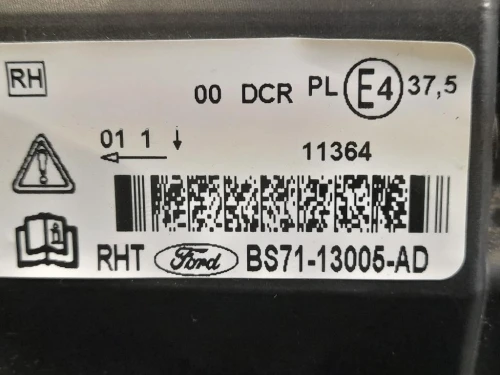 RH 00 DCR PL E4 37,5
01 1 11364
RHT Ford BS71-13005-AD